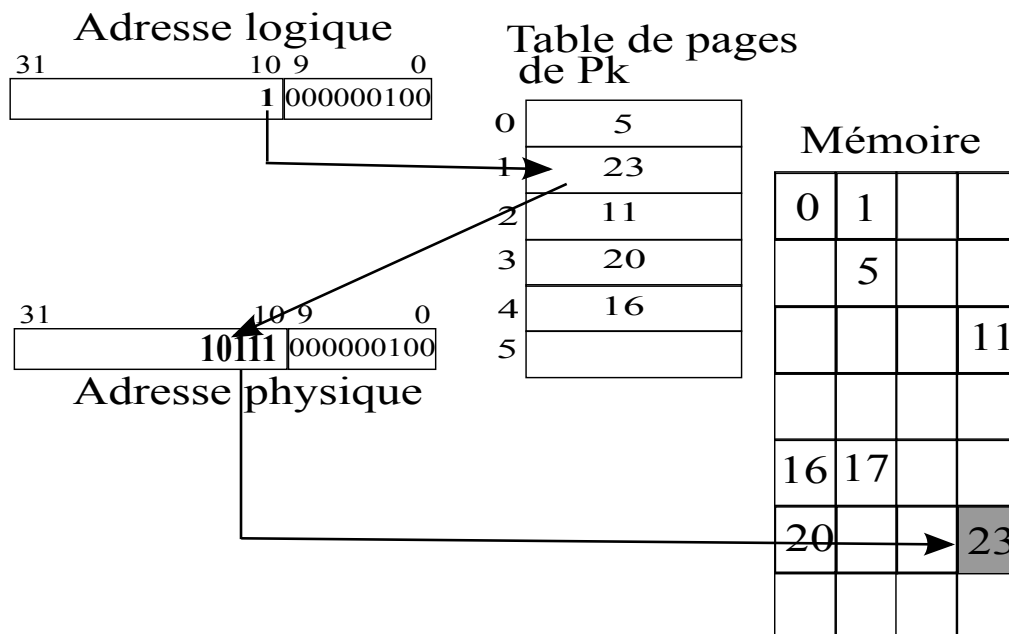 Adresse logique
31 10 9 0
1 000000100
Table de pages
de Pk
0 5
1 23
2 11
3 20
4 16
5
31 10 9 0
10111 000000100
Adresse physique
Mémoire
0 1
5
11
16 17
20 23